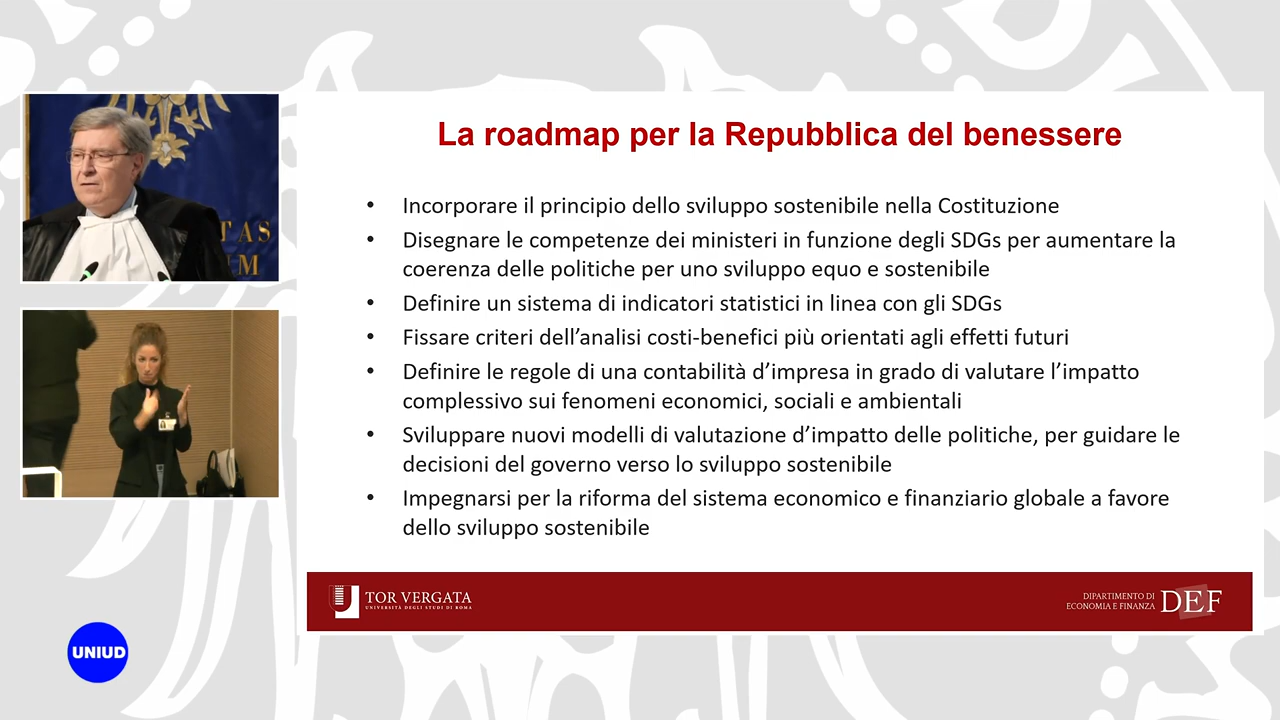 La roadmap per la Repubblica del benessere
• Incorporare il principio dello sviluppo sostenibile nella Costituzione
• Disegnare le competenze dei ministeri in funzione degli SDGs per aumentare la
coerenza delle politiche per uno sviluppo equo e sostenibile
• Definire un sistema di indicatori statistici in linea con gli SDGs
• Fissare criteri dell’analisi costi-benefici più orientati agli effetti futuri
• Definire le regole di una contabilità d’impresa in grado di valutare l’impatto
complessivo sui fenomeni economici, sociali e ambientali
• Sviluppare nuovi modelli di valutazione d’impatto delle politiche, per guidare le
decisioni del governo verso lo sviluppo sostenibile
• Impegnarsi per la riforma del sistema economico e finanziario globale a favore
dello sviluppo sostenibile
TOR VERGATA
UNIVERSITÀ DEGLI STUDI DI ROMA
DIPARTIMENTO DI
ECONOMIA E FINANZA
DEF
TAS
M
UNIUD